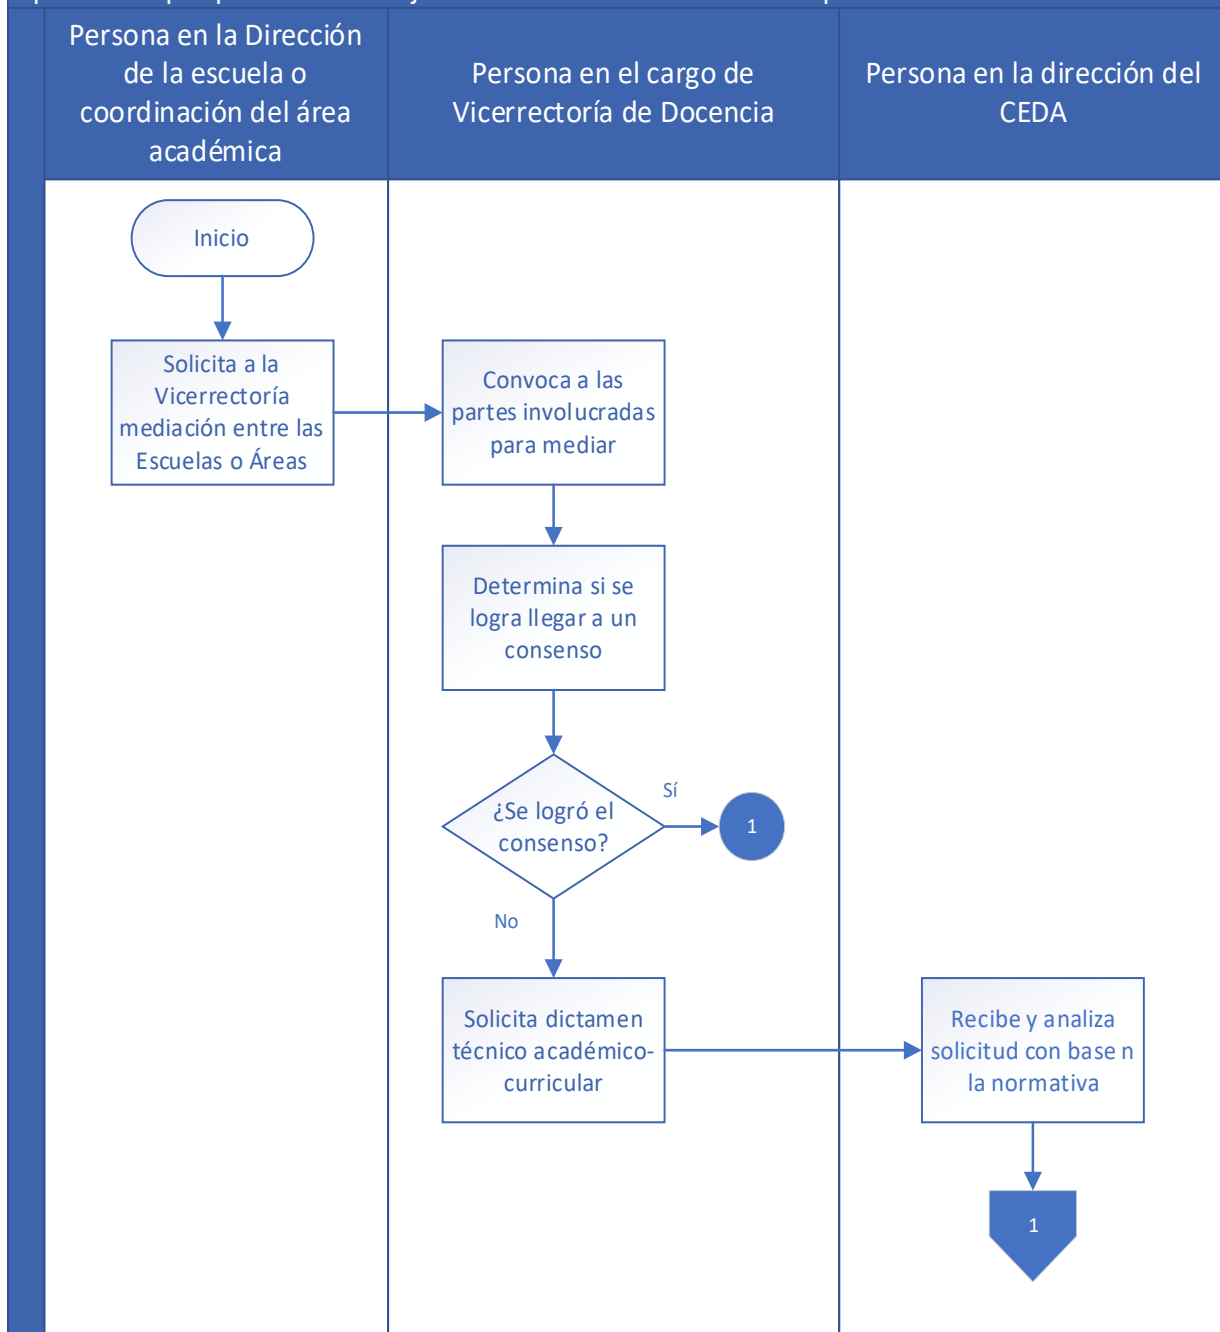 Persona en la Dirección
de la escuela o
coordinación del área
académica
Persona en el cargo de
Vicerrectoría de Docencia
Persona en la dirección del
CEDA
Inicio
Solicita a la
Vicerrectoría
mediación entre las
Escuelas o Áreas
Convoca a las
partes involucradas
para mediar
Determina si se
logra llegar a un
consenso
¿Se logró el
consenso?
Sí
1
No
Solicita dictamen
técnico académico-
curricular
Recibe y analiza
solicitud con base n
la normativa
1